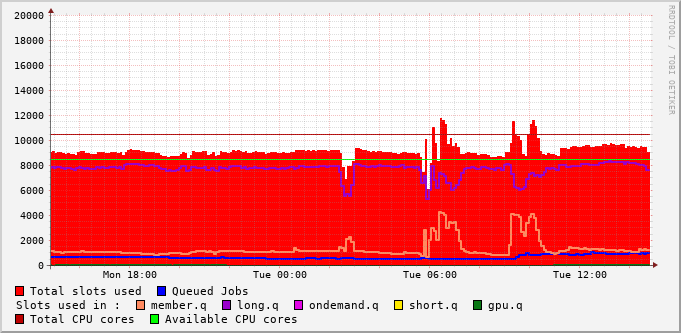 20000
18000
16000
14000
12000
10000
8000
6000
4000
2000
0
Mon 18:00 Tue 00:00 Tue 06:00 Tue 12:00
RRDTOOL / TOBI OETIKER
Total slots used Queued Jobs
Slots used in : member.q long.q ondemand.q short.q gpu.q
Total CPU cores Available CPU cores